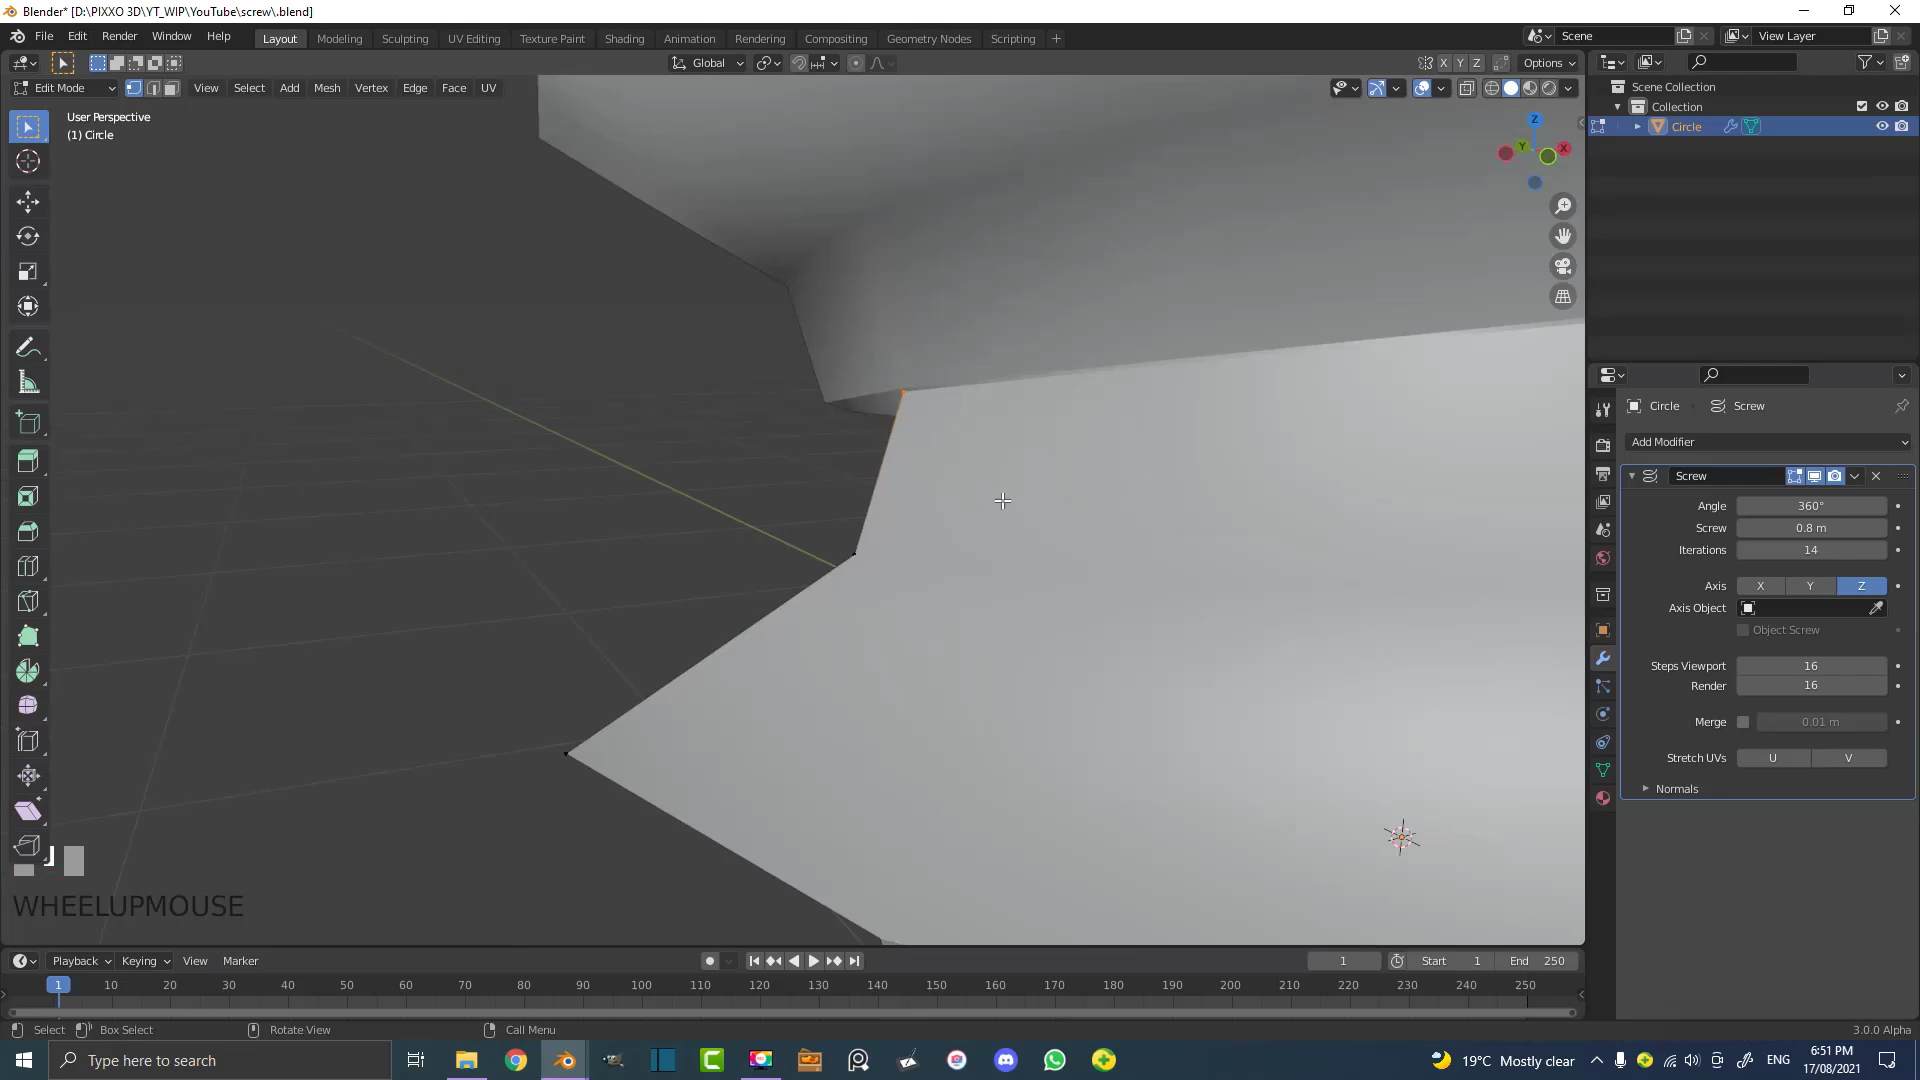 Blender* [D:\PIXXO 3D\YT_WIP\YouTube\screw\.blend]
File Edit Render Window Help
Layout Modeling Sculpting UV Editing Texture Paint Shading Animation Rendering Compositing Geometry Nodes Scripting +
Scene
View Layer
Global
X Y Z Options
Edit Mode
View Select Add Mesh Vertex Edge Face UV
User Perspective
(1) Circle
Z
Y
X
Scene Collection
Collection
Circle
Circle > Screw
Add Modifier
Screw
Angle 360°
Screw 0.8 m
Iterations 14
Axis X Y Z
Axis Object
Object Screw
Steps Viewport 16
Render 16
Merge 0.01 m
Stretch UVs U V
Normals
WHEELUPMOUSE
Playback Keying View Marker
1 Start 1 End 250
1 10 20 30 40 50 60 70 80 90 100 110 120 130 140 150 160 170 180 190 200 210 220 230 240 250
Select Box Select Rotate View Call Menu
3.0.0 Alpha
Type here to search
19°C Mostly clear
ENG
6:51 PM
17/08/2021